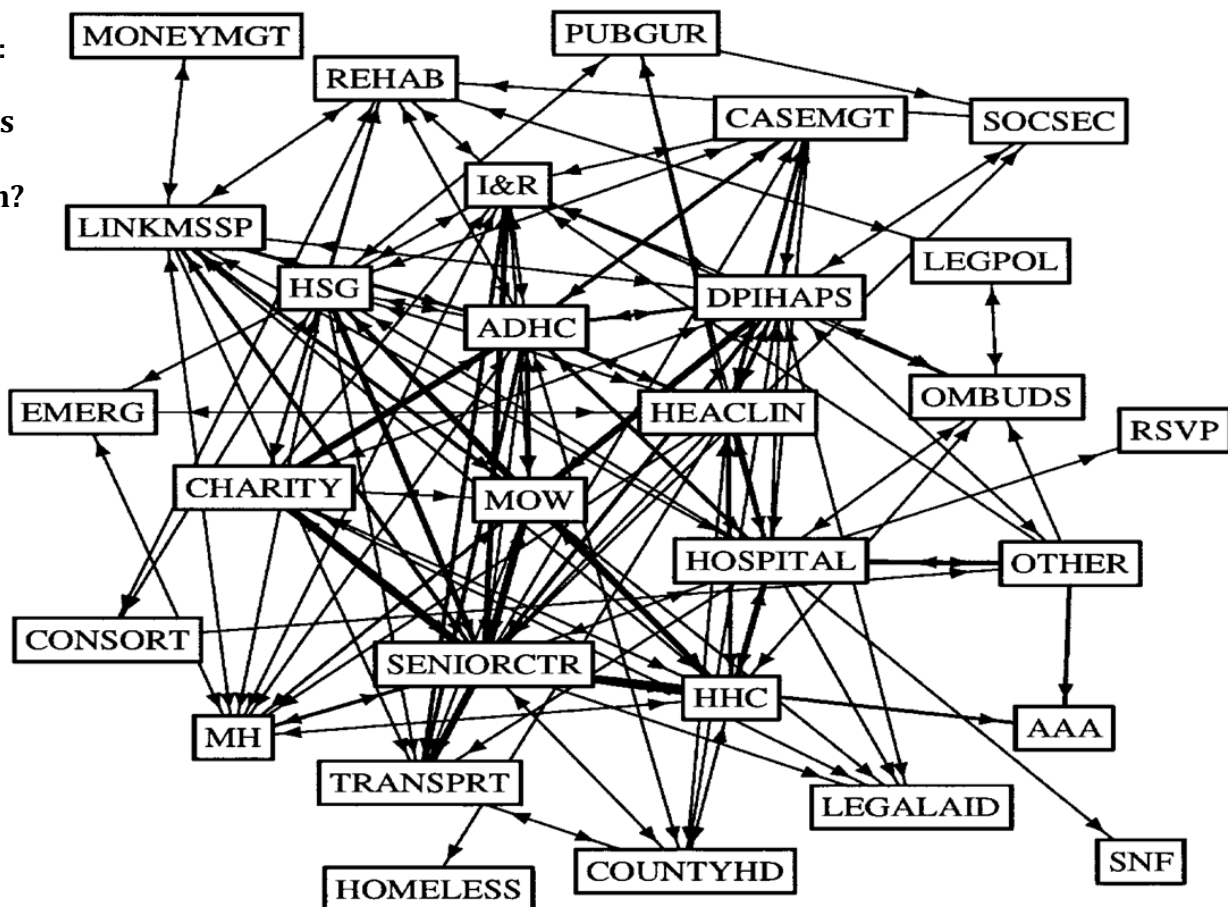 MONEYMGT
PUBGUR
:
REHAB
CASEMGT
SOCSEC
s
I&R
n?
LINKMSSP
LEGPOL
HSG
DPIHAPS
ADHC
EMERG
HEACLIN
OMBUDS
RSVP
CHARITY
MOW
HOSPITAL
OTHER
CONSORT
SENIORCTR
HHC
MH
AAA
TRANSPRT
LEGALAID
COUNTYHD
SNF
HOMELESS